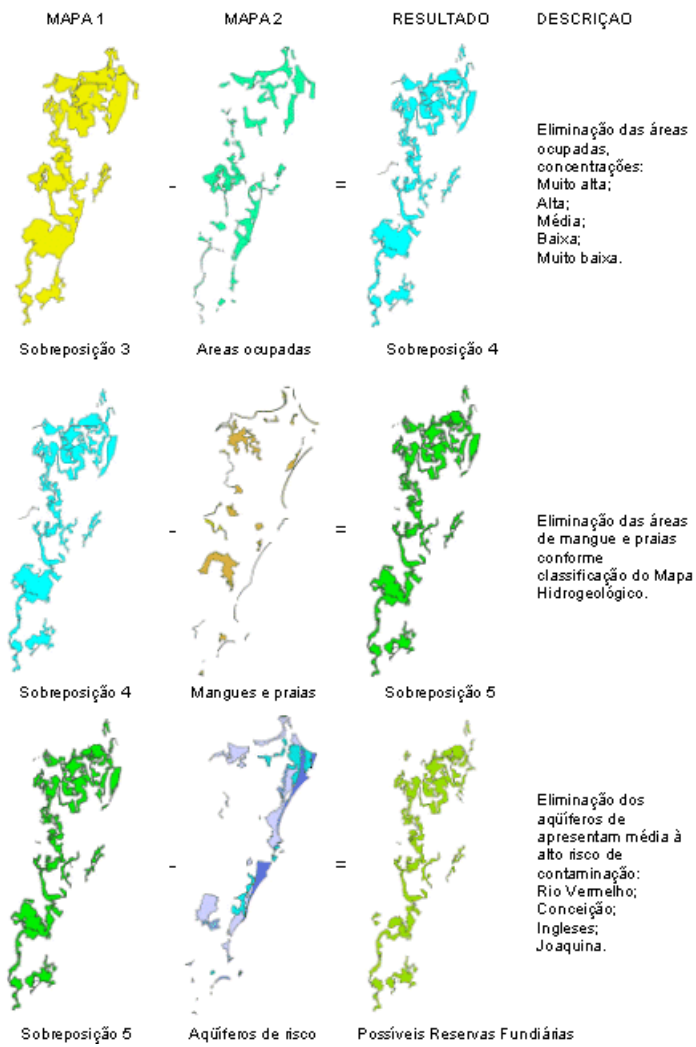 MAPA 1 MAPA 2 RESULTADO DESCRIÇAO
Eliminação das áreas
ocupadas,
concentrações:
Muito alta;
Alta;
Média;
Baixa;
Muito baixa.
- =
Sobreposição 3 Areas ocupadas Sobreposição 4
Eliminação das áreas
de mangue e praias
conforme
classificação do Mapa
Hidrogeológico.
- =
Sobreposição 4 Mangues e praias Sobreposição 5
Eliminação dos
aqüíferos de
apresentam média à
alto risco de
contaminação:
Rio Vermelho;
Conceição;
Ingleses;
Joaquina.
- =
Sobreposição 5 Aqüíferos de risco Possíveis Reservas Fundiárias